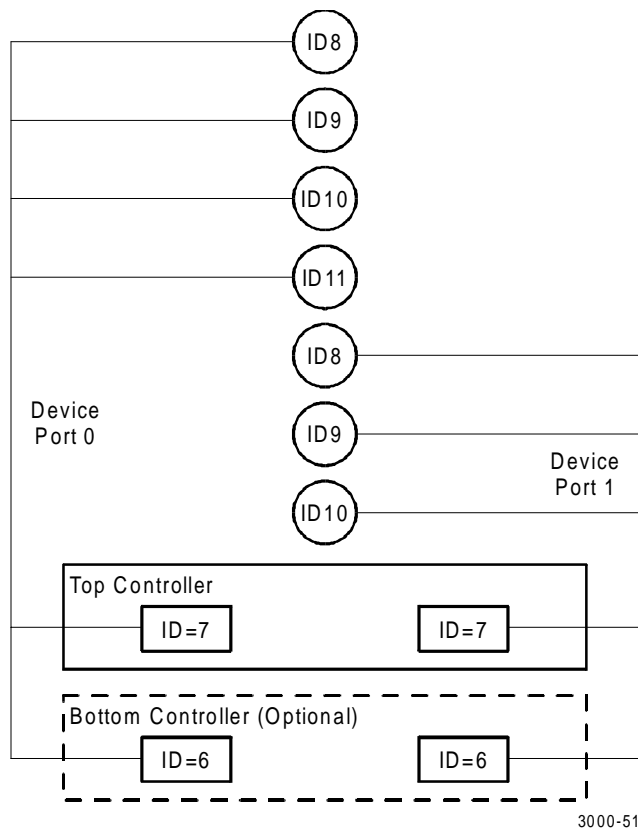 ID8
ID9
ID10
ID11
ID8
ID9
ID10
Device
Port 0
Device
Port 1
Top Controller
ID=7
ID=7
Bottom Controller (Optional)
ID=6
ID=6
3000-51